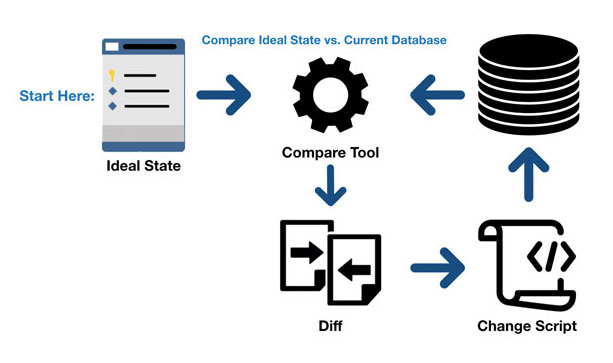 Compare Ideal State vs. Current Database
Start Here:
Ideal State
Compare Tool
Diff
</>
Change Script